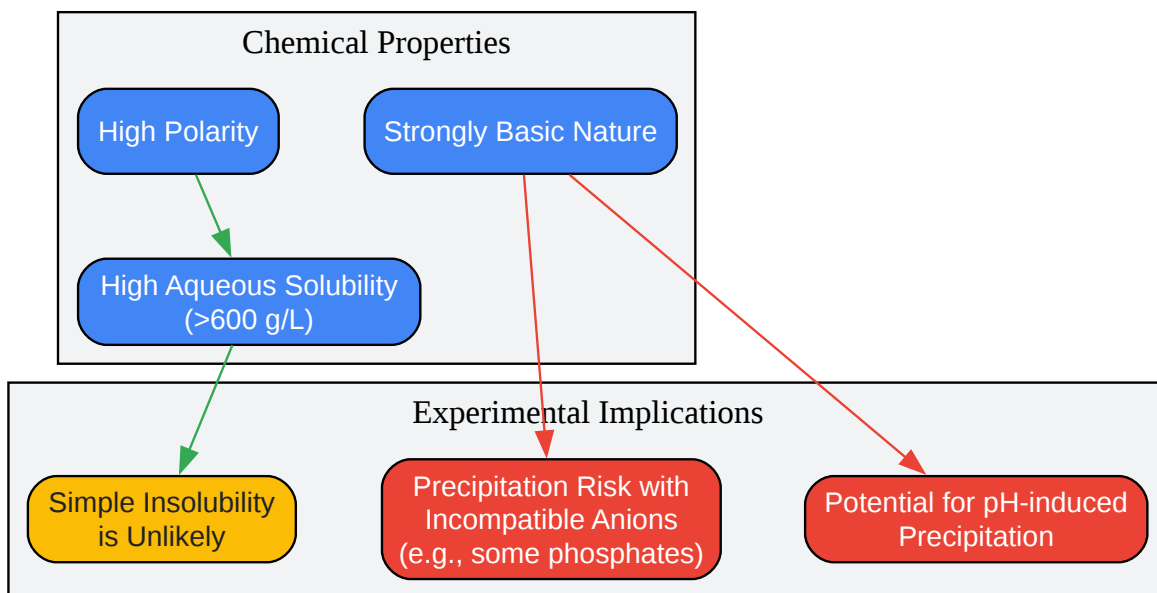 Chemical Properties
High Polarity
Strongly Basic Nature
High Aqueous Solubility
(>600 g/L)
Experimental Implications
Simple Insolubility
is Unlikely
Precipitation Risk with
Incompatible Anions
(e.g., some phosphates)
Potential for pH-induced
Precipitation